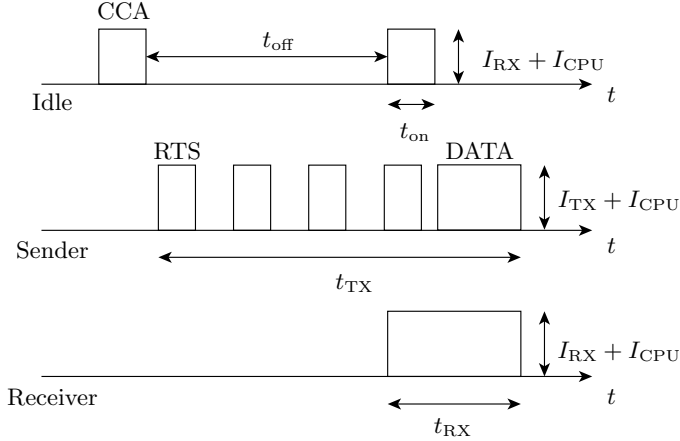 CCA
t_off
I_RX + I_CPU
t
Idle
t_on
RTS
DATA
I_TX + I_CPU
t
Sender
t_TX
I_RX + I_CPU
t
Receiver
t_RX